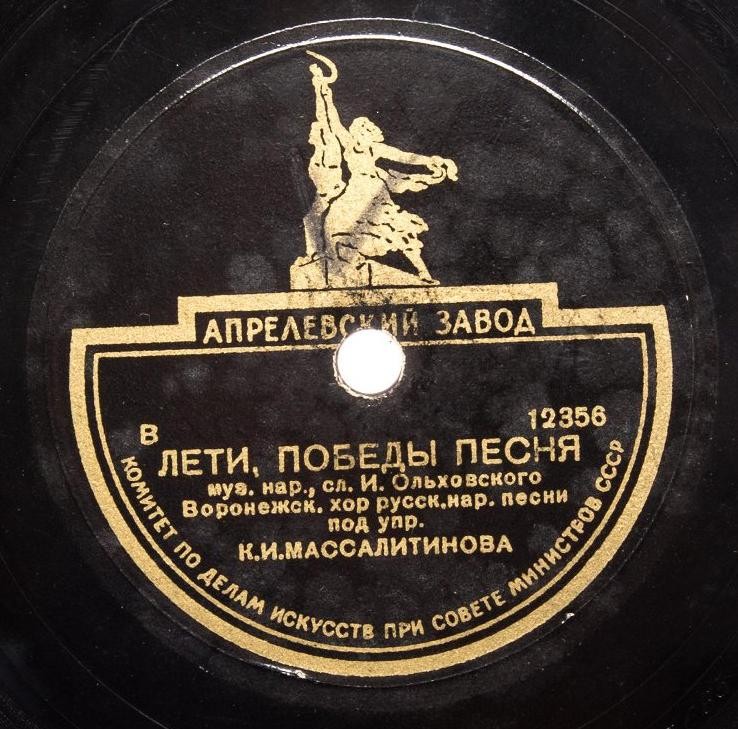 АПРЕЛЕВСКИЙ ЗАВОД
В
12356
ЛЕТИ, ПОБЕДЫ ПЕСНЯ
муз. нар., сл. И. Ольховского
Воронежск. хор русск.нар. песни
под упр.
К.И.МАССАЛИТИНОВА
КОМИТЕТ ПО ДЕЛАМ ИСКУССТВ ПРИ СОВЕТЕ МИНИСТРОВ СССР